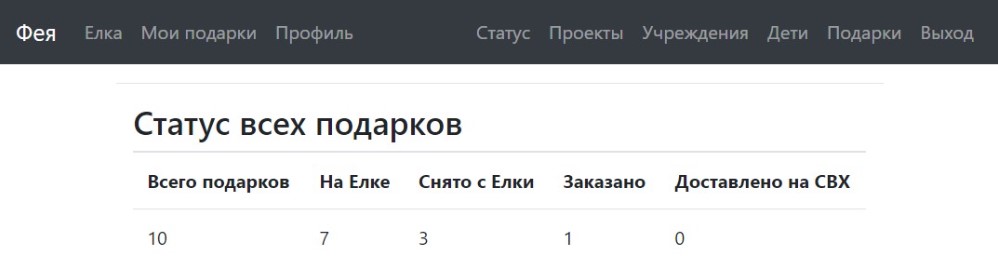 Фея Елка Мои подарки Профиль Статус Проекты Учреждения Дети Подарки Выход
Статус всех подарков
Всего подарков На Елке Снято с Елки Заказано Доставлено на СВХ
10 7 3 1 0